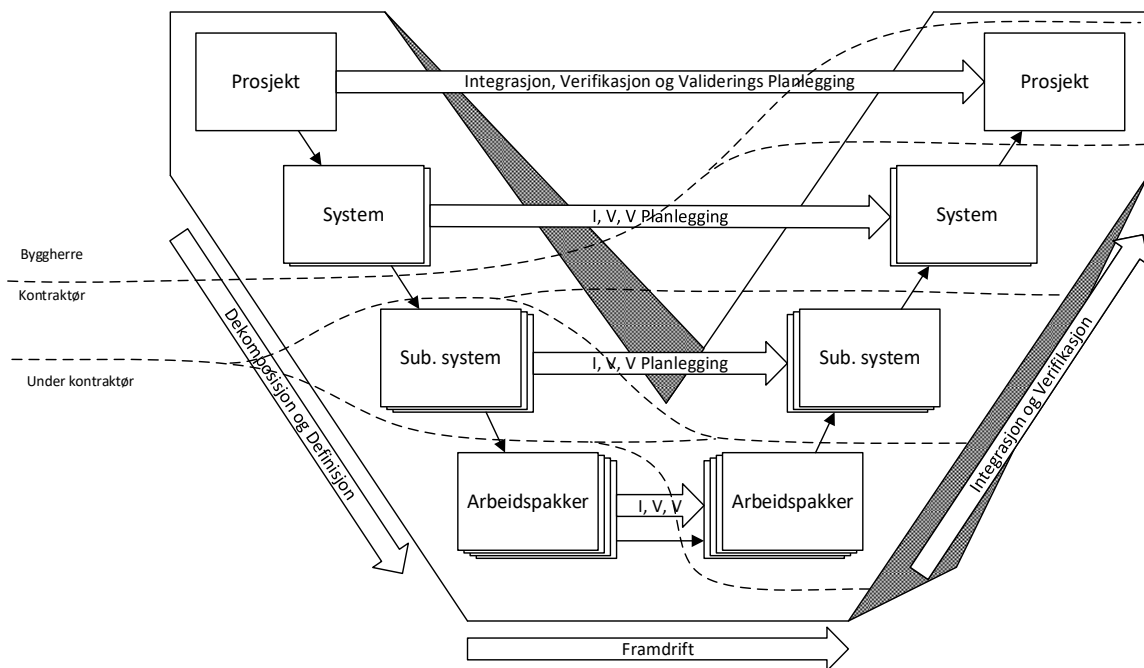 Prosjekt
Integrasjon, Verifikasjon og Validerings Planlegging
Prosjekt
System
I, V, V Planlegging
System
Byggherre
Kontraktør
Under kontraktør
Dekomposisjon og Definisjon
Sub. system
I, V, V Planlegging
Sub. system
Integrasjon og Verifikasjon
Arbeidspakker
I, V, V
Arbeidspakker
Framdrift